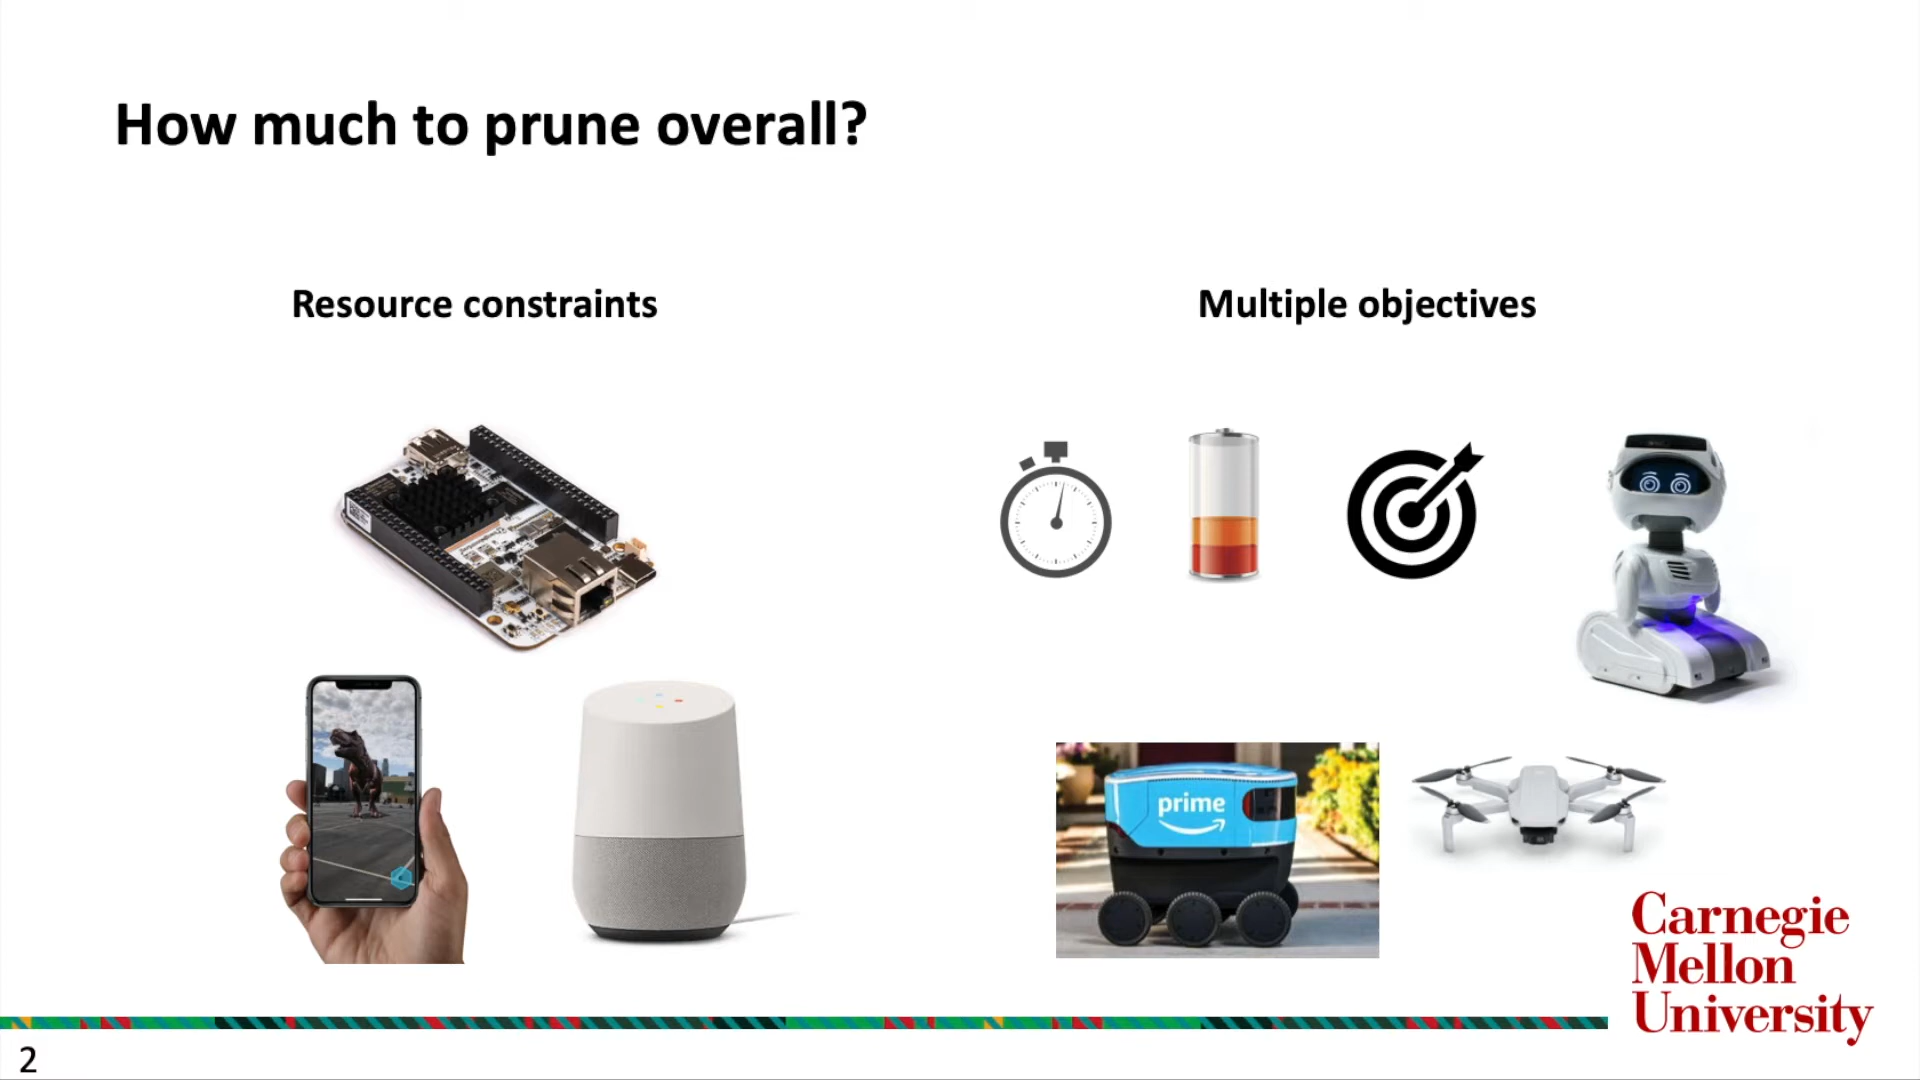 How much to prune overall?
Resource constraints
Multiple objectives
prime
Carnegie
Mellon
University
2